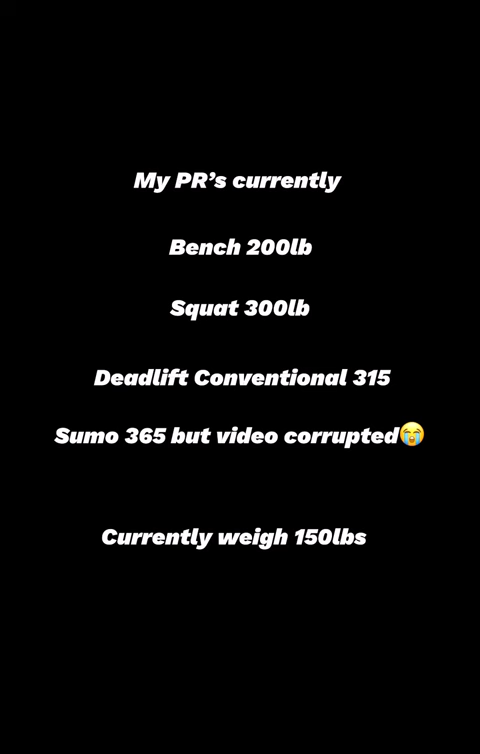 My PR’s currently
Bench 200lb
Squat 300lb
Deadlift Conventional 315
Sumo 365 but video corrupted😭
Currently weigh 150lbs